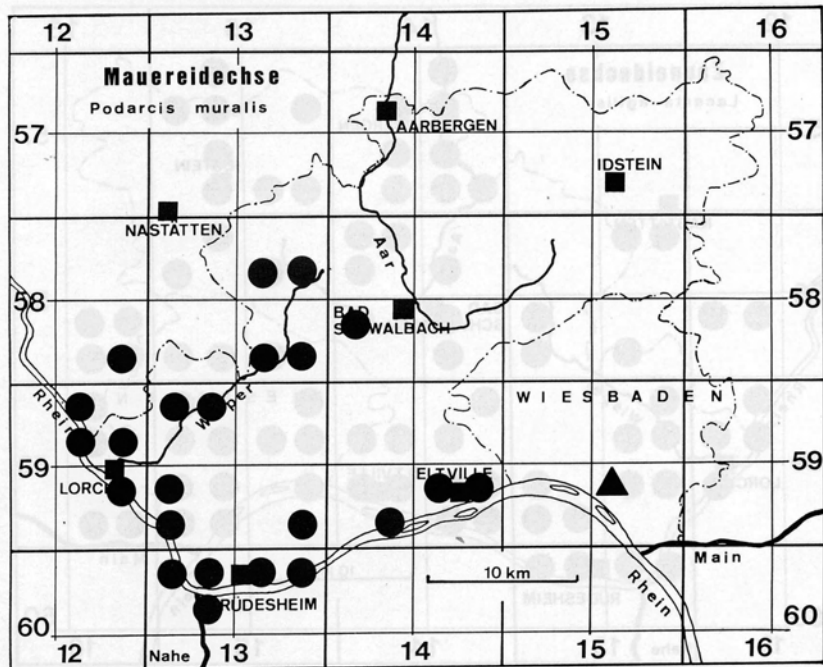 12 13 14 15 16
Mauereidechse
Podarcis muralis
AARBERGEN
57 57
IDSTEIN
NASTÄTTEN
Aar
58 58
BAD
SCHWALBACH
Rhein
Wisper
WIESBADEN
59 59
ELTVILLE
LORCH
Main
10 km
Rhein
RÜDESHEIM
60 60
12 13 14 15 16
Nahe